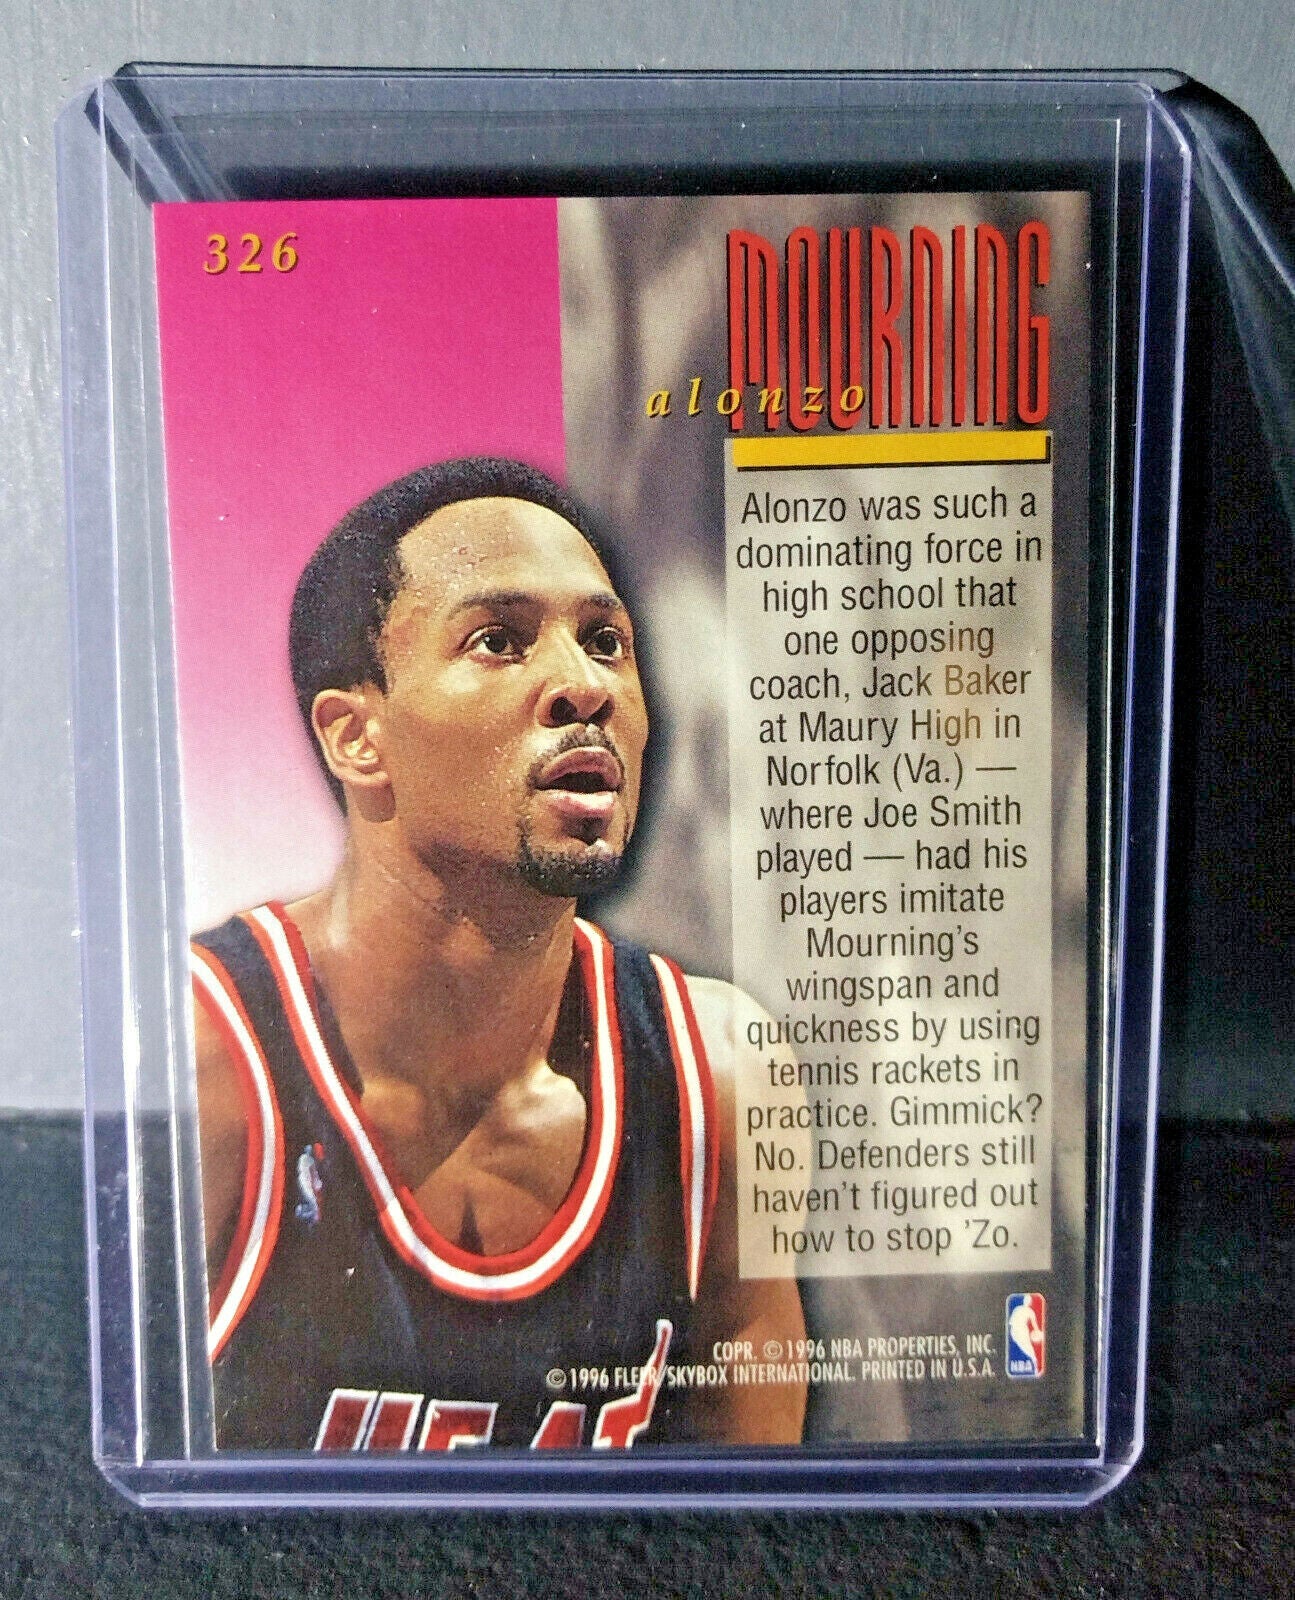 326
MOURNING
alonzo
Alonzo was such a
dominating force in
high school that
one opposing
coach, Jack Baker
at Maury High in
Norfolk (Va.) —
where Joe Smith
played — had his
players imitate
Mourning's
wingspan and
quickness by using
tennis rackets in
practice. Gimmick?
No. Defenders still
haven't figured out
how to stop 'Zo.
COPR. © 1996 NBA PROPERTIES, INC.
© 1996 FLEER/SKYBOX INTERNATIONAL. PRINTED IN U.S.A.
NBA
HEAT